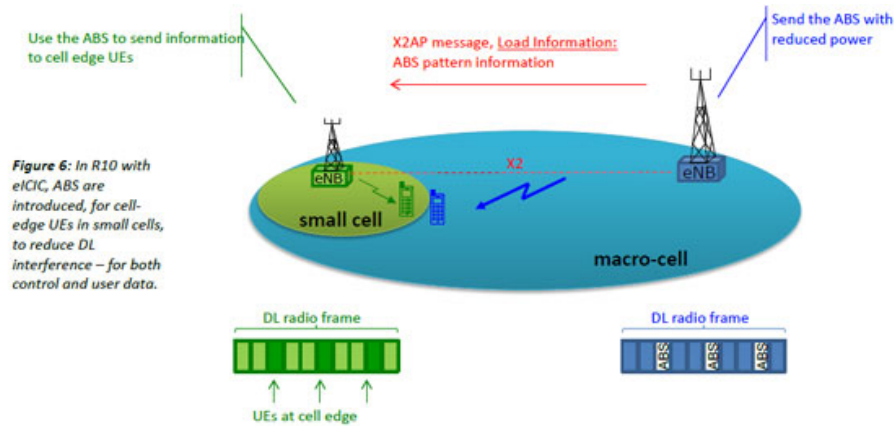 Use the ABS to send information
to cell edge UEs
X2AP message, Load Information:
ABS pattern information
Send the ABS with
reduced power
Figure 6: In R10 with
eICIC, ABS are
introduced, for cell-
edge UEs in small cells,
to reduce DL
interference – for both
control and user data.
eNB
X2
eNB
small cell
macro-cell
DL radio frame
DL radio frame
ABS
ABS
ABS
UEs at cell edge